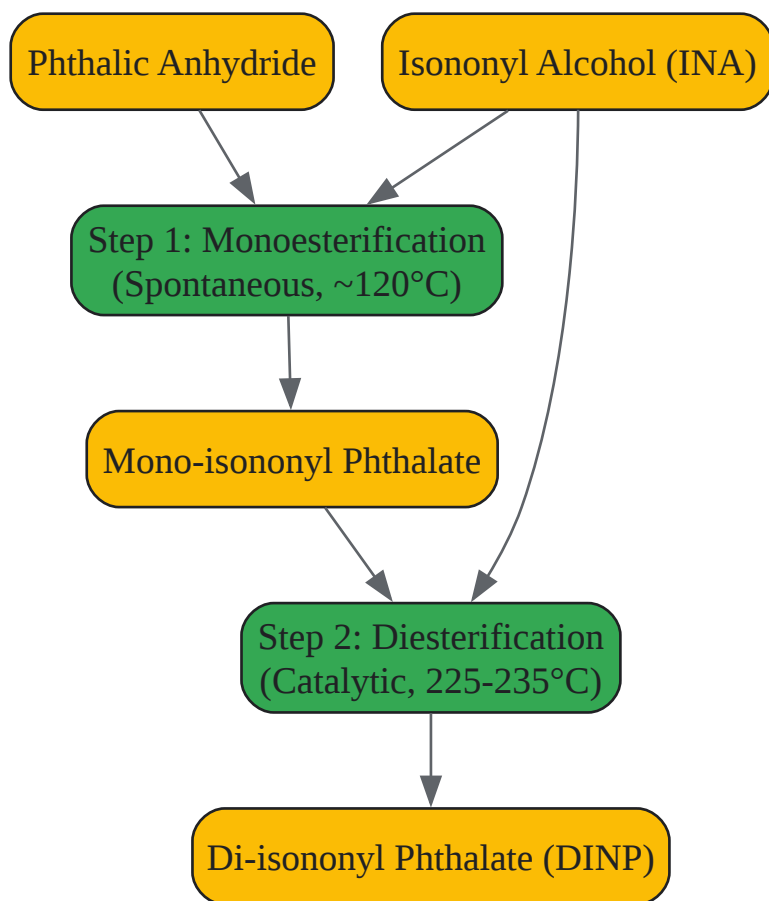 Phthalic Anhydride
Isononyl Alcohol (INA)
Step 1: Monoesterification
(Spontaneous, ~120°C)
Mono-isononyl Phthalate
Step 2: Diesterification
(Catalytic, 225-235°C)
Di-isononyl Phthalate (DINP)